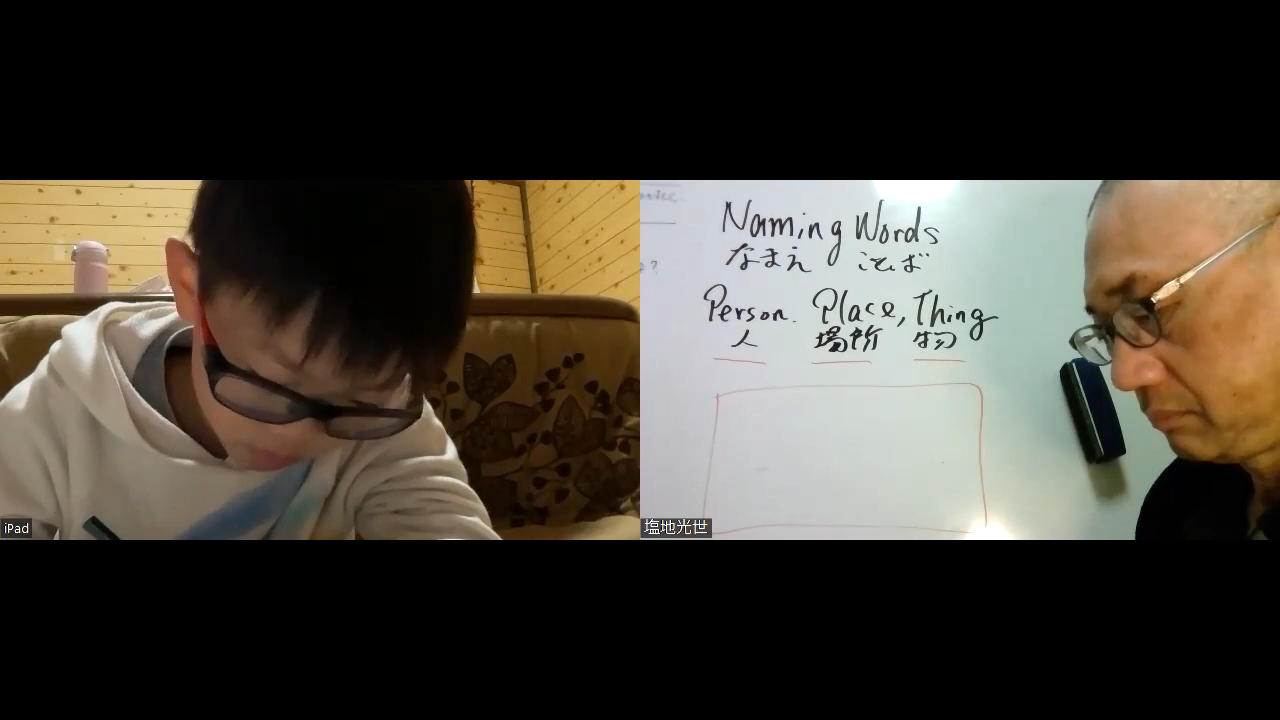 Naming Words
なまえ ことば
Person. Place, Thing
人 場所 物
iPad
塩地光世